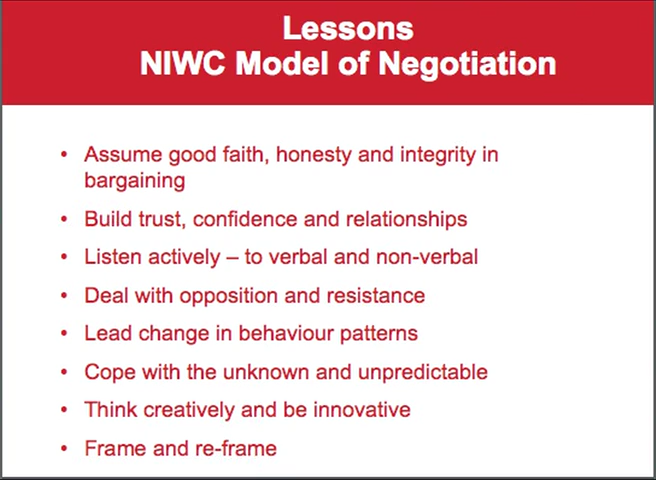 Lessons
NIWC Model of Negotiation
• Assume good faith, honesty and integrity in
bargaining
• Build trust, confidence and relationships
• Listen actively – to verbal and non-verbal
• Deal with opposition and resistance
• Lead change in behaviour patterns
• Cope with the unknown and unpredictable
• Think creatively and be innovative
• Frame and re-frame